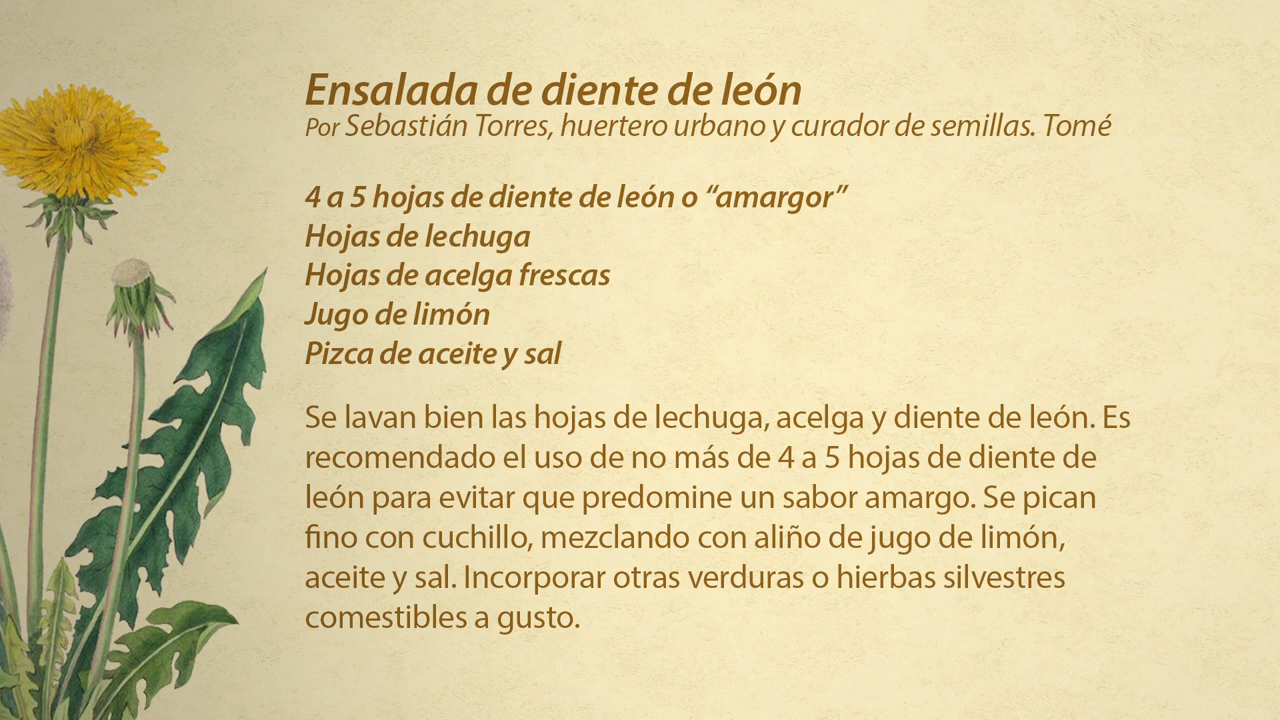 Ensalada de diente de león
Por Sebastián Torres, huertero urbano y curador de semillas. Tomé
4 a 5 hojas de diente de león o “amargor”
Hojas de lechuga
Hojas de acelga frescas
Jugo de limón
Pizca de aceite y sal
Se lavan bien las hojas de lechuga, acelga y diente de león. Es
recomendado el uso de no más de 4 a 5 hojas de diente de
león para evitar que predomine un sabor amargo. Se pican
fino con cuchillo, mezclando con aliño de jugo de limón,
aceite y sal. Incorporar otras verduras o hierbas silvestres
comestibles a gusto.